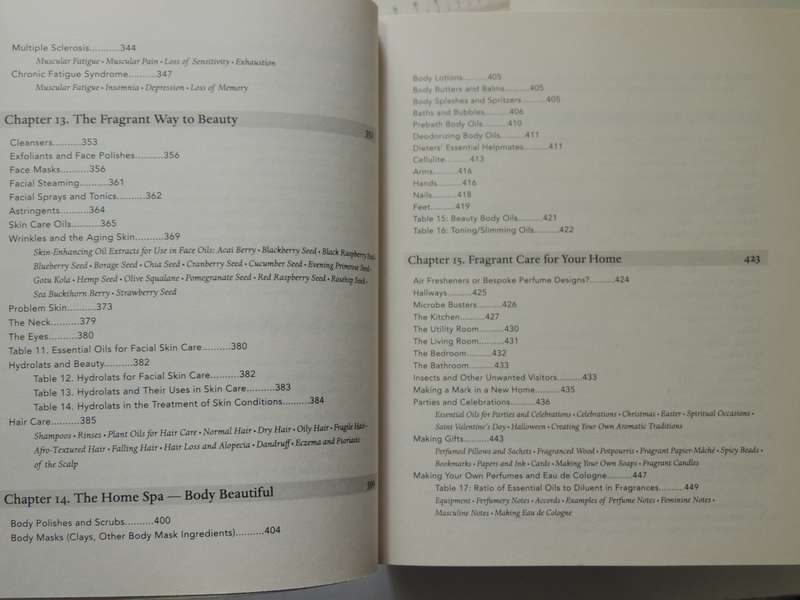 Multiple Sclerosis..........344
Muscular Fatigue • Muscular Pain • Loss of Sensitivity • Exhaustion
Chronic Fatigue Syndrome..........347
Muscular Fatigue • Insomnia • Depression • Loss of Memory
Chapter 13. The Fragrant Way to Beauty
Cleansers..........353
Exfoliants and Face Polishes..........356
Face Masks..........356
Facial Steaming..........361
Facial Sprays and Tonics..........362
Astringents..........364
Skin Care Oils..........365
Wrinkles and the Aging Skin..........369
Skin-Enhancing Oil Extracts for Use in Face Oils: Acai Berry • Blackberry Seed • Black Raspberry
Blueberry Seed • Borage Seed • Chia Seed • Cranberry Seed • Cucumber Seed • Evening Primrose Seed •
Gotu Kola • Hemp Seed • Olive Squalane • Pomegranate Seed • Red Raspberry Seed • Rosehip Seed •
Sea Buckthorn Berry • Strawberry Seed
Problem Skin..........373
The Neck..........379
The Eyes..........380
Table 11. Essential Oils for Facial Skin Care..........380
Hydrolats and Beauty..........382
Table 12. Hydrolats for Facial Skin Care..........382
Table 13. Hydrolats and Their Uses in Skin Care..........383
Table 14. Hydrolats in the Treatment of Skin Conditions..........384
Hair Care..........385
Shampoos • Rinses • Plant Oils for Hair Care • Normal Hair • Dry Hair • Oily Hair • Fragile Hair •
Afro-Textured Hair • Falling Hair • Hair Loss and Alopecia • Dandruff • Eczema and Psoriasis
of the Scalp
Chapter 14. The Home Spa — Body Beautiful
Body Polishes and Scrubs..........400
Body Masks (Clays, Other Body Mask Ingredients)..........404
Body Lotions..........405
Body Butters and Balms..........405
Body Splashes and Spritzers..........405
Baths and Bubbles..........406
Prebath Body Oils..........410
Deodorizing Body Oils..........411
Dieters' Essential Helpmates..........411
Cellulite..........413
Arms..........416
Hands..........416
Nails..........418
Feet..........419
Table 15: Beauty Body Oils..........421
Table 16: Toning/Slimming Oils..........422
Chapter 15. Fragrant Care for Your Home 423
Air Fresheners or Bespoke Perfume Designs?..........424
Hallways..........425
Microbe Busters..........426
The Kitchen..........427
The Utility Room..........430
The Living Room..........431
The Bedroom..........432
The Bathroom..........433
Insects and Other Unwanted Visitors..........433
Making a Mark in a New Home..........435
Parties and Celebrations..........436
Essential Oils for Parties and Celebrations • Celebrations • Christmas • Easter • Spiritual Occasions •
Saint Valentine's Day • Halloween • Creating Your Own Aromatic Traditions
Making Gifts..........443
Perfumed Pillows and Sachets • Fragranced Wood • Potpourris • Fragrant Papier-Mâché • Spicy Beads •
Bookmarks • Papers and Ink • Cards • Making Your Own Soaps • Fragrant Candles
Making Your Own Perfumes and Eau de Cologne..........447
Table 17: Ratio of Essential Oils to Diluent in Fragrances..........449
Equipment • Perfumery Notes • Accords • Examples of Perfume Notes • Feminine Notes •
Masculine Notes • Making Eau de Cologne